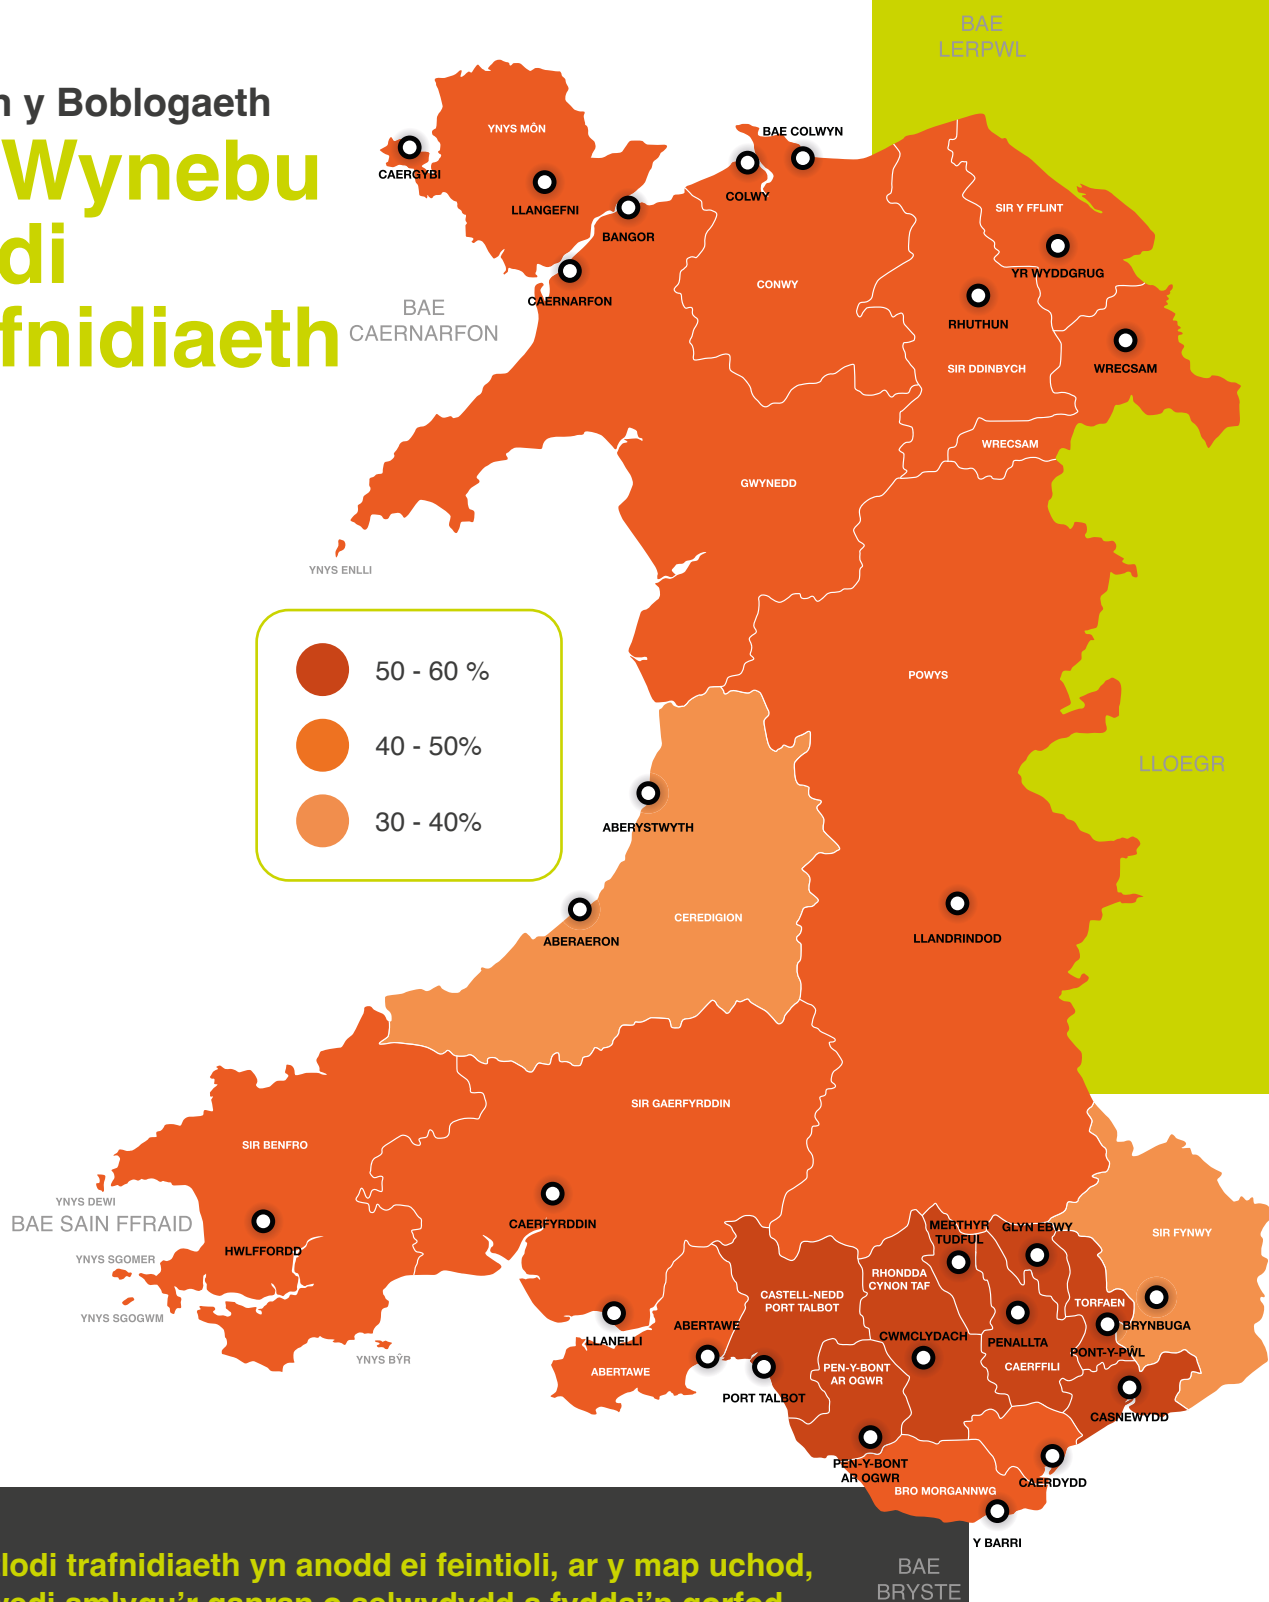 y Boblogaeth
Wynebu
BAE
LERPWL
BAE COLWYN
YNYS MÔN
CAERGYBI
LLANGEFNI
COLWY
SIR Y FFLINT
BANGOR
YR WYDDGRUG
CONWY
CAERNARFON
BAE
CAERNARFON
RHUTHUN
SIR DDINBYCH
WRECSAM
WRECSAM
GWYNEDD
YNYS ENLLI
50 - 60 %
40 - 50%
30 - 40%
POWYS
LLOEGR
ABERYSTWYTH
CEREDIGION
ABERAERON
LLANDRINDOD
SIR GAERFYRDDIN
SIR BENFRO
YNYS DEWI
BAE SAIN FFRAID
CAERFYRDDIN
HWLFFORDD
YNYS SGOMER
YNYS SGOGWM
YNYS BŶR
MERTHYR
TUDFUL
GLYN EBWY
SIR FYNWY
RHONDDA
CYNON TAF
CASTELL-NEDD
PORT TALBOT
TORFAEN
BRYNBUGA
ABERTAWE
LLANELLI
CWMCLYDACH
PENALLTA
PONT-Y-PŴL
ABERTAWE
PEN-Y-BONT
AR OGWR
CAERFFILI
PORT TALBOT
CASNEWYDD
PEN-Y-BONT
AR OGWR
CAERDYDD
BRO MORGANNWG
Y BARRI
BAE
BRYSTE
trafnidiaeth yn anodd ei feintioli, ar y map uchod,